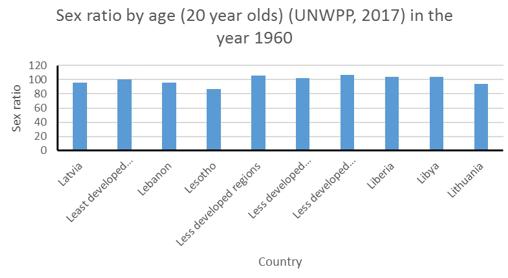 Sex ratio by age (20 year olds) (UNWPP, 2017) in the
year 1960
120
100
80
60
40
20
0
Sex ratio
Latvia
Least developed...
Lebanon
Lesotho
Less developed regions
Less developed...
Less developed...
Liberia
Libya
Lithuania
Country